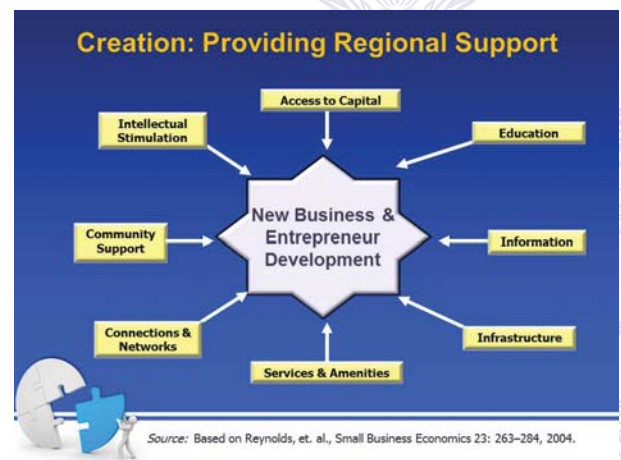 Creation: Providing Regional Support
Access to Capital
Intellectual
Stimulation
Education
New Business &
Entrepreneur
Development
Community
Support
Information
Connections &
Networks
Infrastructure
Services & Amenities
Source: Based on Reynolds, et. al., Small Business Economics 23: 263–284, 2004.